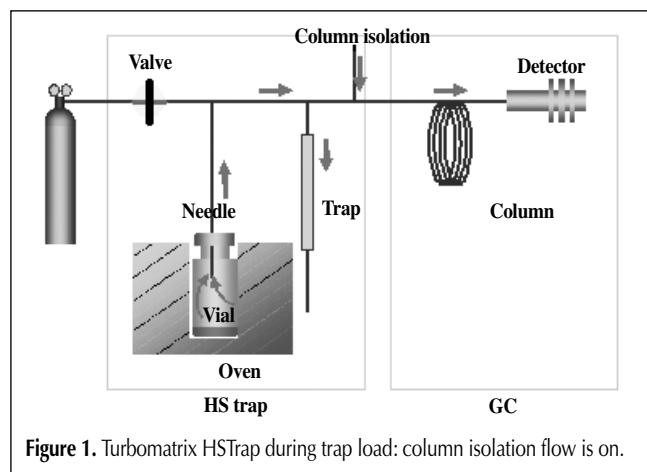 Column isolation
Valve
Detector
Needle
Trap
Column
Vial
Oven
HS trap
GC
Figure 1. Turbomatrix HSTrap during trap load: column isolation flow is on.